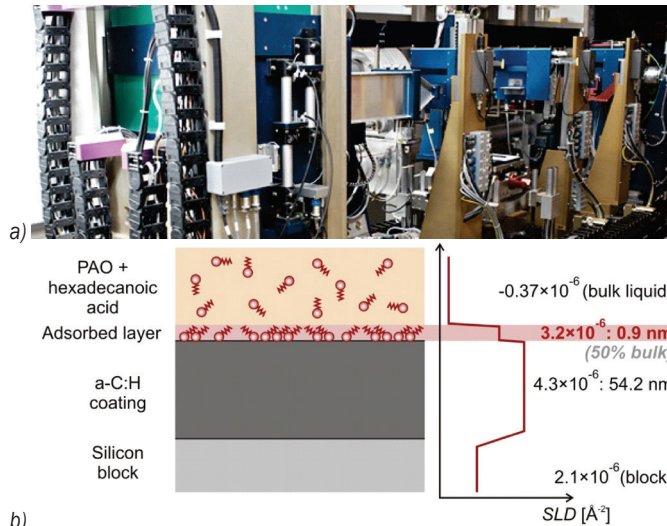 a)
PAO +
hexadecanoic
acid
-0.37×10⁻⁶ (bulk liquid
Adsorbed layer
3.2×10⁻⁶: 0.9 nm
(50% bulk
a-C:H
coating
4.3×10⁻⁶: 54.2 nm
Silicon
block
2.1×10⁻⁶ (block
b)
SLD [Å⁻²]